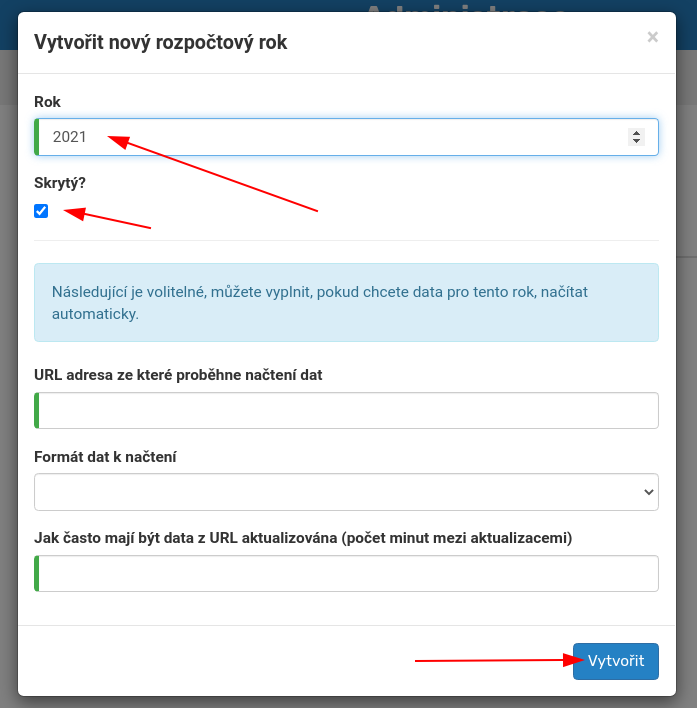 Vytvořit nový rozpočtový rok
×
Rok
2021
Skrytý?
Následující je volitelné, můžete vyplnit, pokud chcete data pro tento rok, načítat
automaticky.
URL adresa ze které proběhne načtení dat
Formát dat k načtení
Jak často mají být data z URL aktualizována (počet minut mezi aktualizacemi)
Vytvořit